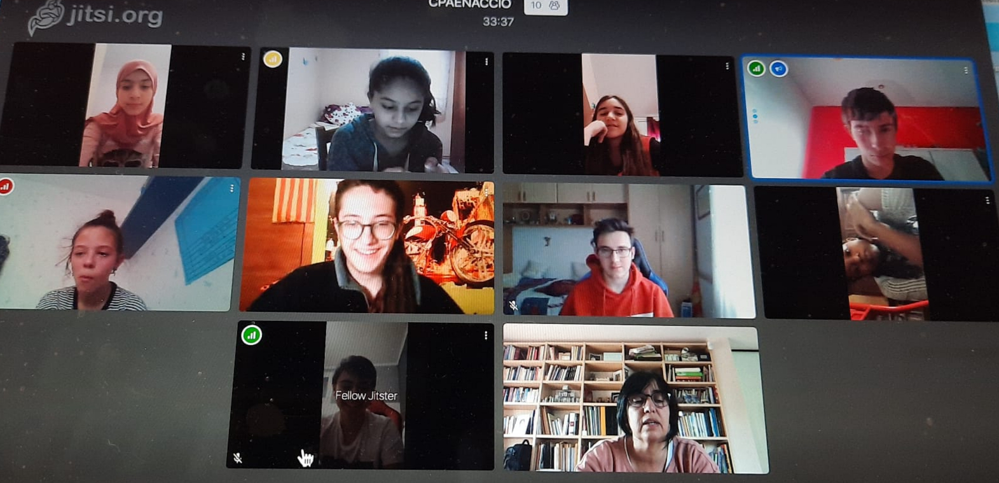 jitsi.org
CPAENACCIO
10
33:37
Fellow Jitster